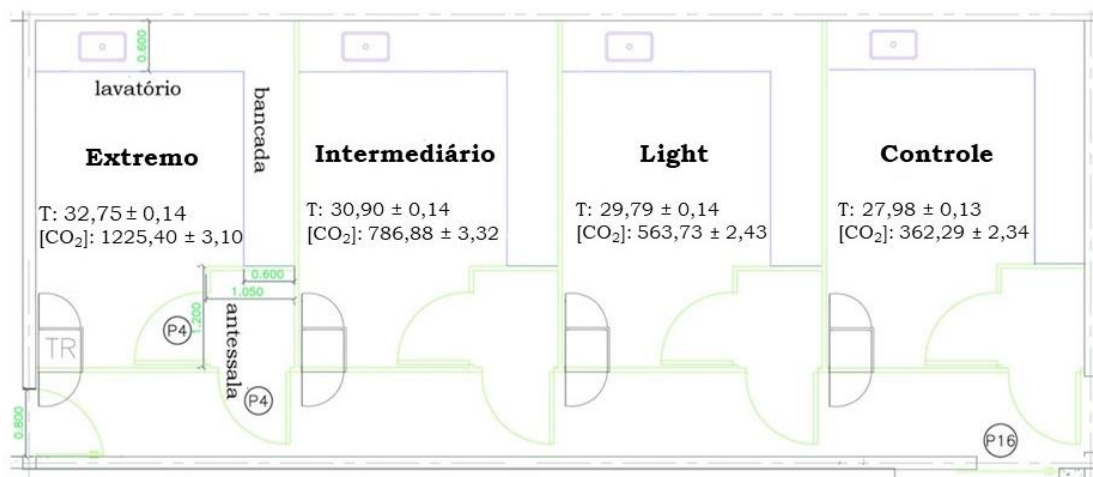 0.600
lavatório
bancada
Extremo
T: 32,75 ± 0,14
[CO₂]: 1225,40 ± 3,10
Intermediário
T: 30,90 ± 0,14
[CO₂]: 786,88 ± 3,32
Light
T: 29,79 ± 0,14
[CO₂]: 563,73 ± 2,43
Controle
T: 27,98 ± 0,13
[CO₂]: 362,29 ± 2,34
0.600
1.050
1.200
antessala
P4
TR
P4
0.800
P16